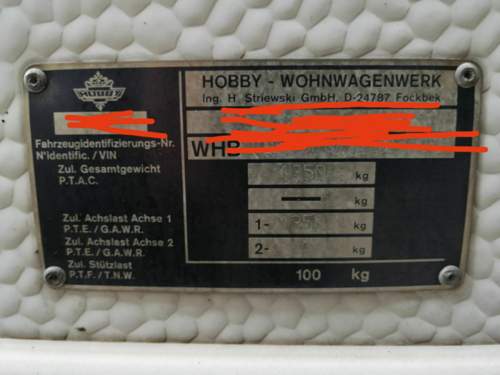 HOBBY
HOBBY - WOHNWAGENWERK
Ing. H. Striewski GmbH, D-24787 Fockbek
Fahrzeugidentifizierungs-Nr.
N°identific. / VIN
WHB
Zul. Gesamtgewicht
P.T.A.C.
kg
kg
Zul. Achslast Achse 1
P.T.E. / G.A.W.R.
1- kg
Zul. Achslast Achse 2
P.T.E. / G.A.W.R.
2- kg
Zul. Stützlast
P.T.F. / T.N.W.
100 kg